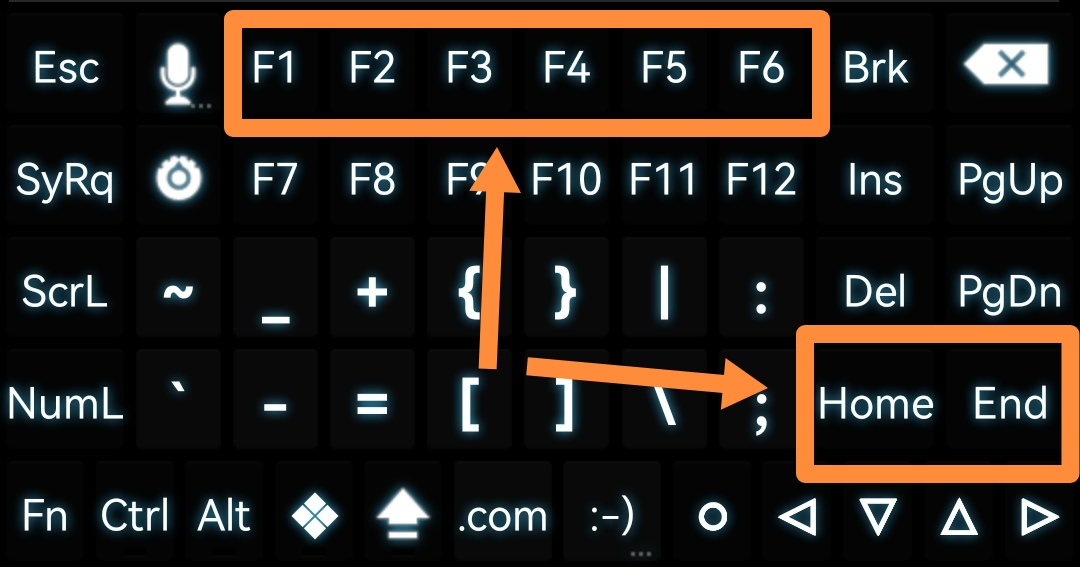 Esc F1 F2 F3 F4 F5 F6 Brk
SyRq F7 F8 F9 F10 F11 F12 Ins PgUp
ScrL ~ _ + { } | : Del PgDn
NumL ` - = [ ] \ ; Home End
Fn Ctrl Alt .com :-)